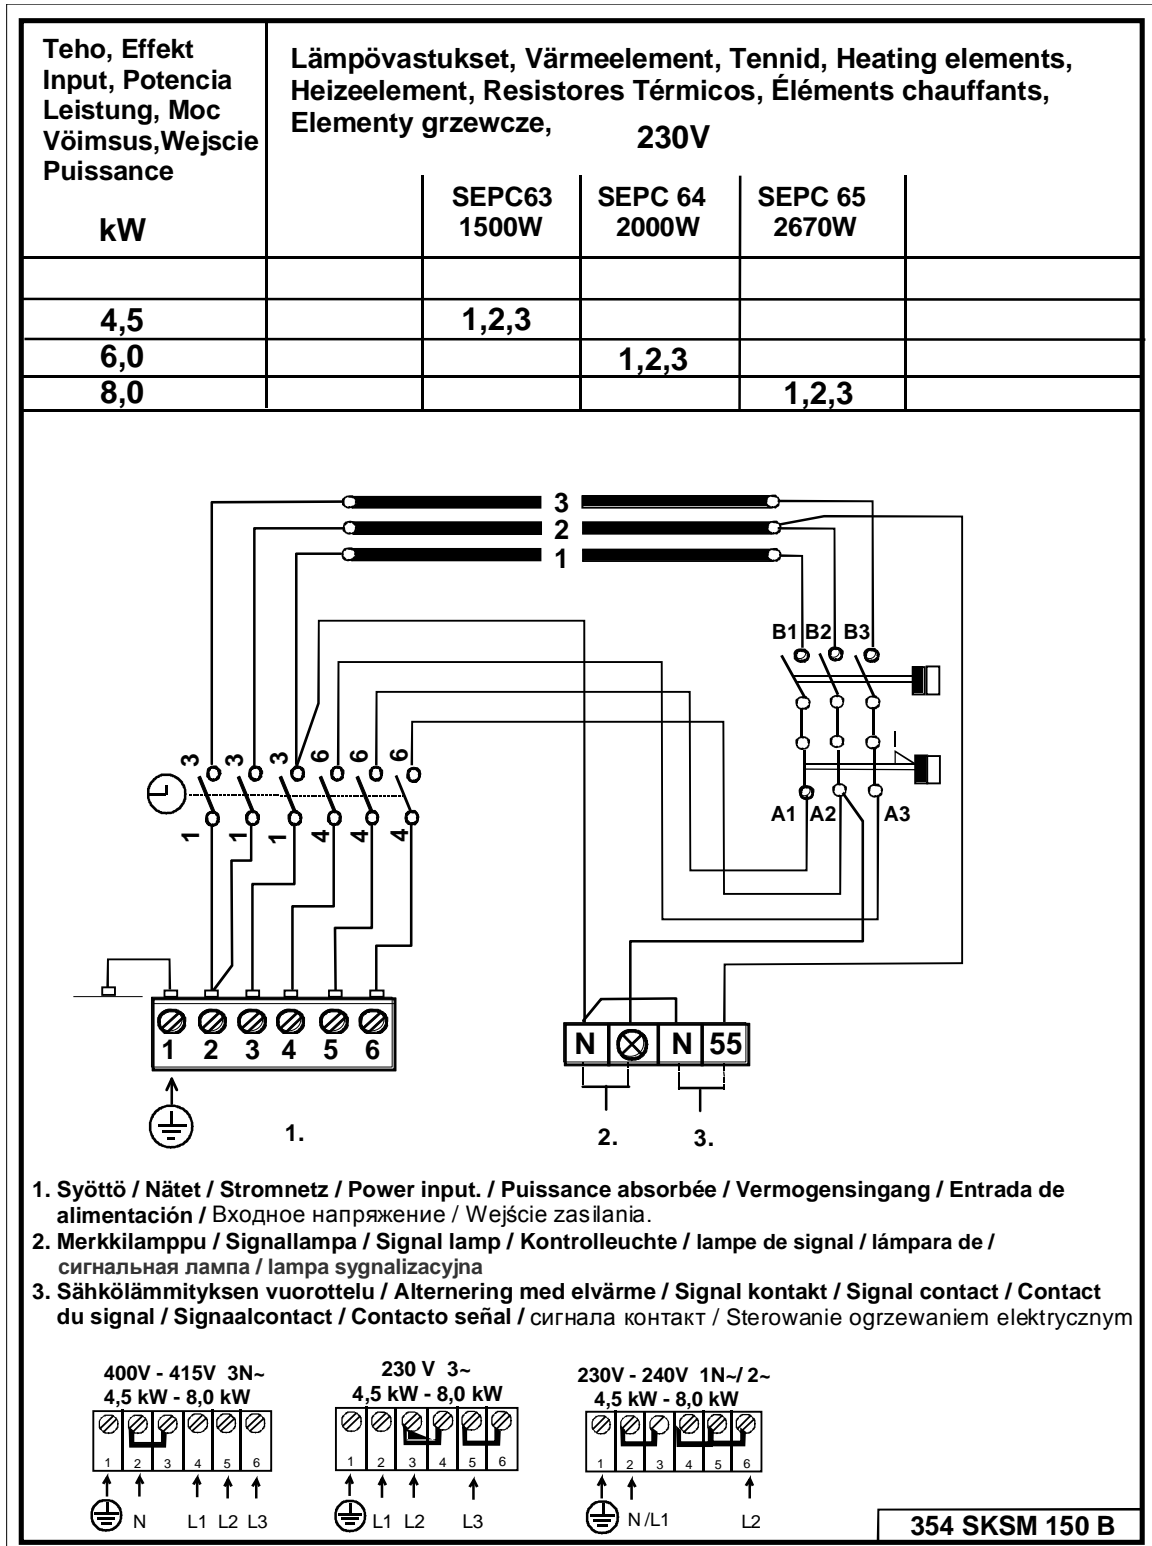 Teho, Effekt
Input, Potencia
Leistung, Moc
Vöimsus,Wejscie
Puissance
kW
Lämpövastukset, Värmeelement, Tennid, Heating elements,
Heizeelement, Resistores Térmicos, Éléments chauffants,
Elementy grzewcze, 230V
SEPC63 SEPC 64 SEPC 65
1500W 2000W 2670W
4,5 1,2,3
6,0 1,2,3
8,0 1,2,3
3
2
1
B1 B2 B3
3 3 3 6 6 6
1 1 1 4 4 4
A1 A2 A3
1 2 3 4 5 6
N N 55
1. 2. 3.
1. Syöttö / Nätet / Stromnetz / Power input. / Puissance absorbée / Vermogensingang / Entrada de
alimentación / Входное напряжение / Wejście zasilania.
2. Merkkilamppu / Signallampa / Signal lamp / Kontrolleuchte / lampe de signal / lámpara de /
сигнальная лампа / lampa sygnalizacyjna
3. Sähkölämmityksen vuorottelu / Alternering med elvärme / Signal kontakt / Signal contact / Contact
du signal / Signaalcontact / Contacto señal / сигнала контакт / Sterowanie ogrzewaniem elektrycznym
400V - 415V 3N~
4,5 kW - 8,0 kW
1 2 3 4 5 6
N L1 L2 L3
230 V 3~
4,5 kW - 8,0 kW
1 2 3 4 5 6
L1 L2 L3
230V - 240V 1N~/ 2~
4,5 kW - 8,0 kW
1 2 3 4 5 6
N /L1 L2
354 SKSM 150 B